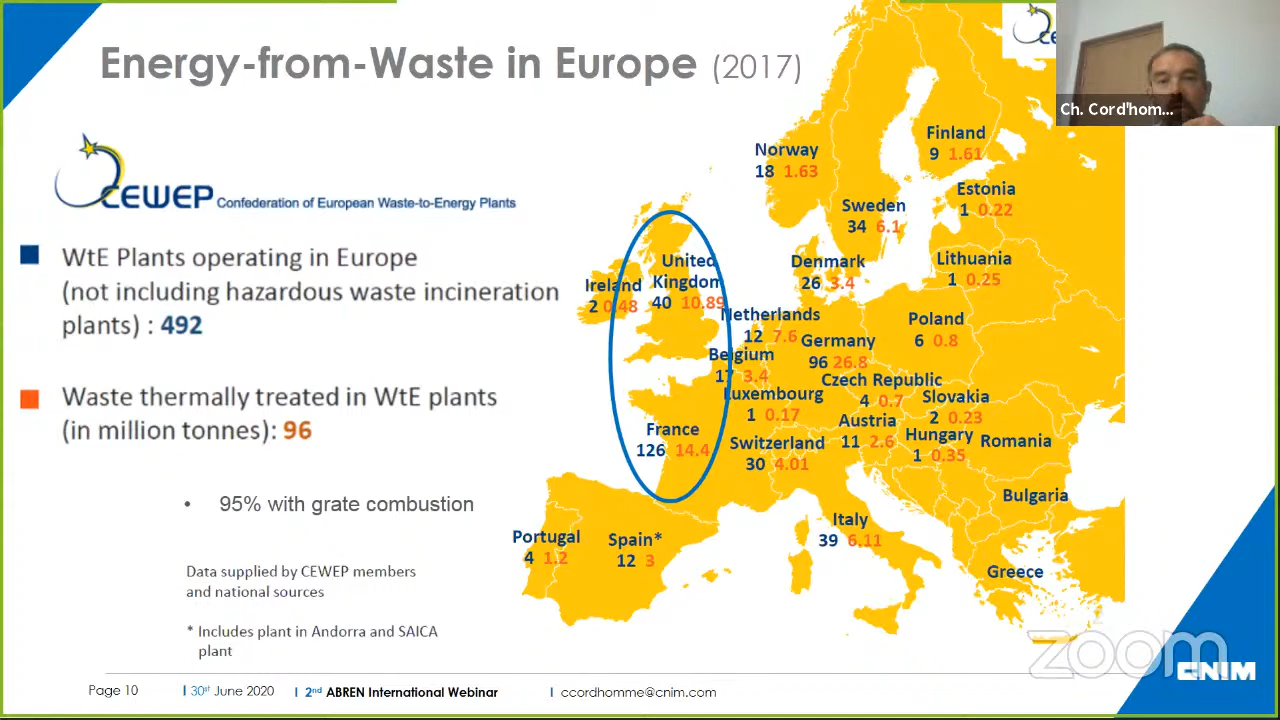 Energy-from-Waste in Europe (2017)
Ch. Cord'hom...
CEWEP Confederation of European Waste-to-Energy Plants
WtE Plants operating in Europe
(not including hazardous waste incineration
plants) : 492
Waste thermally treated in WtE plants
(in million tonnes): 96
• 95% with grate combustion
Data supplied by CEWEP members
and national sources
* Includes plant in Andorra and SAICA
plant
Finland
9 1.61
Norway
18 1.63
Estonia
1 0.22
Sweden
34 6.1
Lithuania
1 0.25
Denmark
26 3.4
United
Kingdom
40 10.89
Ireland
2 0.48
Netherlands
12 7.6
Poland
6 0.8
Germany
96 26.8
Belgium
17 3.4
Czech Republic
4 0.7
Luxembourg
1 0.17
Slovakia
2 0.23
Austria
11 2.6
France
126 14.4
Hungary
1 0.35
Romania
Switzerland
30 4.01
Bulgaria
Italy
39 6.11
Portugal
4 1.2
Spain*
12 3
Greece
zoom
CNIM
Page 10
30st June 2020
2nd ABREN International Webinar
ccordhomme@cnim.com